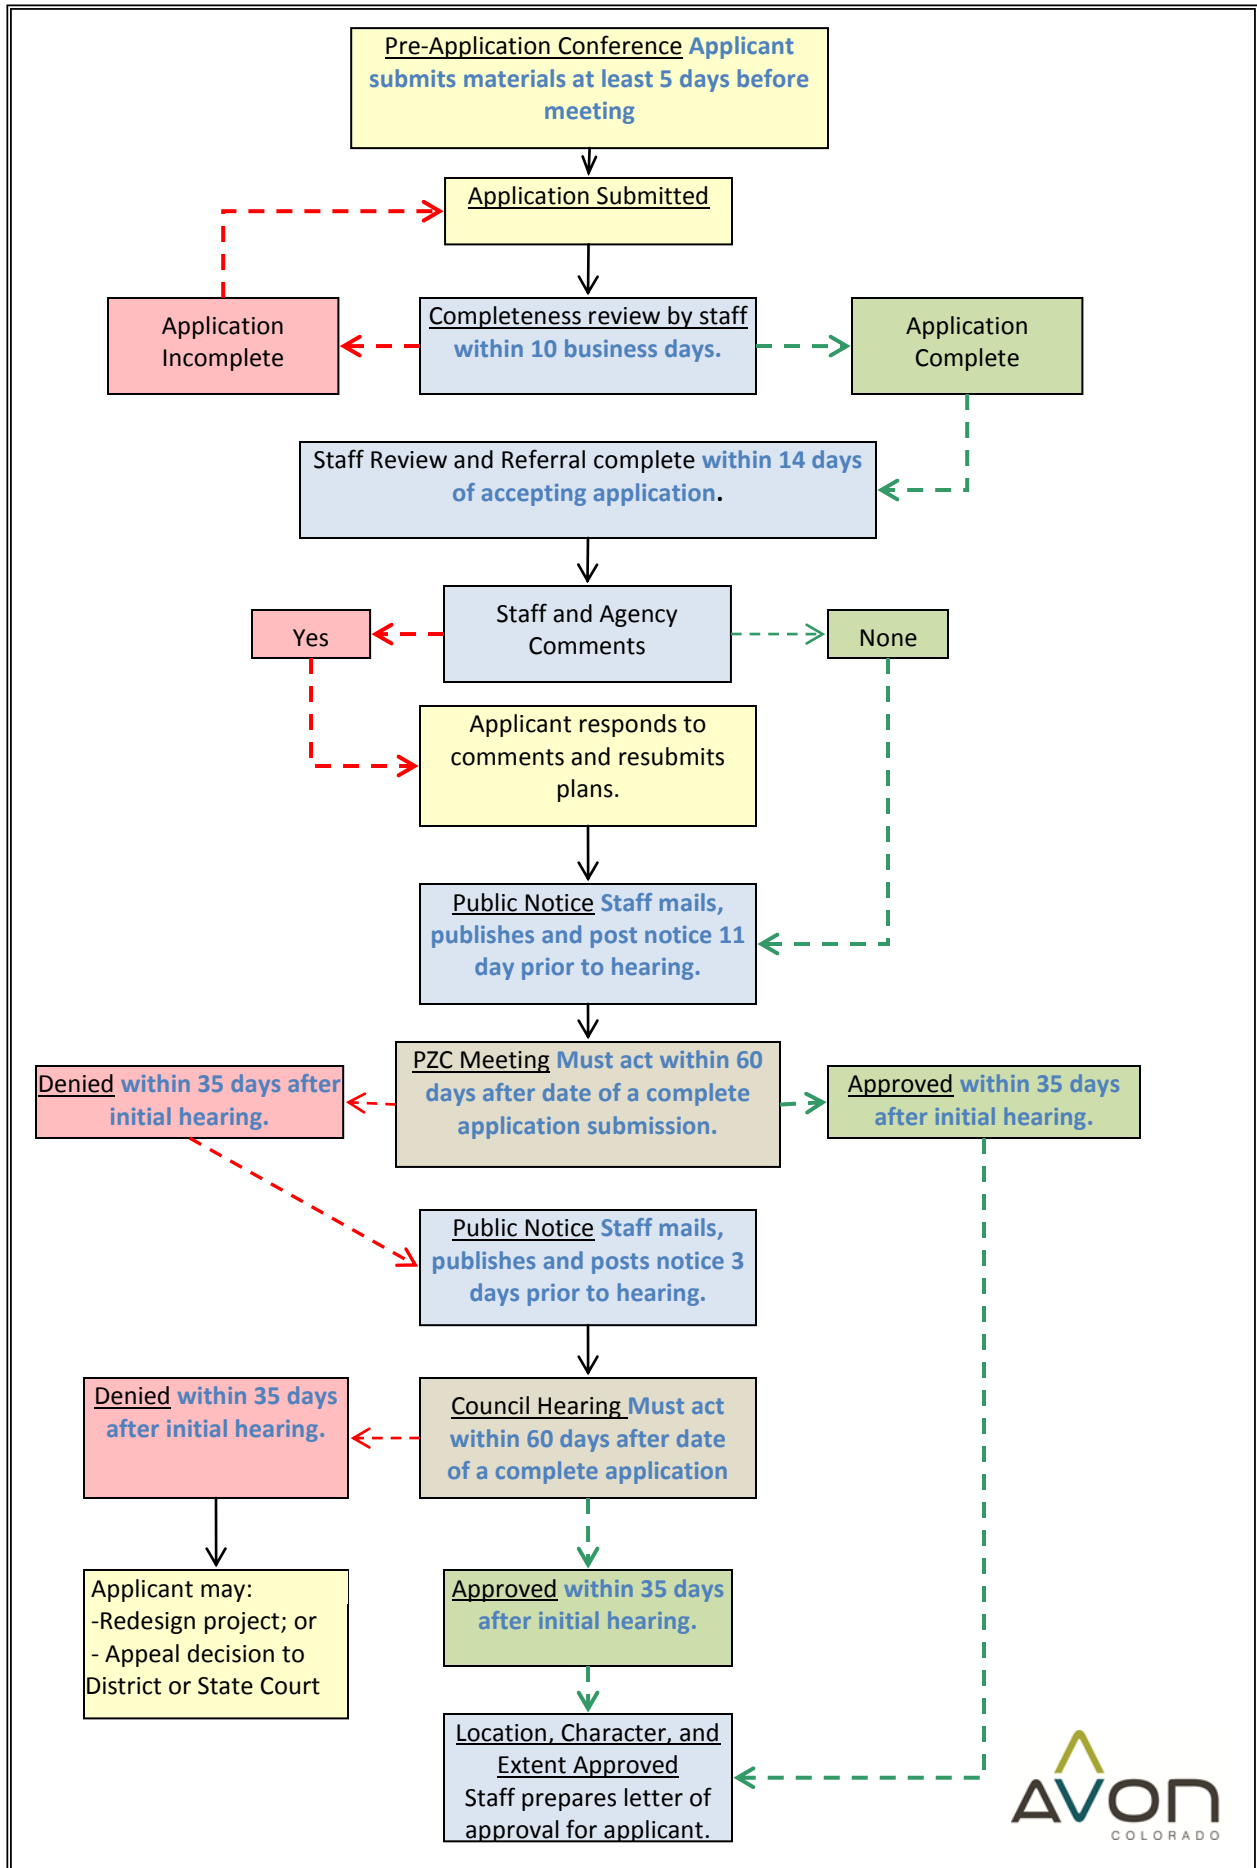 Pre-Application Conference Applicant
submits materials at least 5 days before
meeting
Application Submitted
Application
Incomplete
Completeness review by staff
within 10 business days.
Application
Complete
Staff Review and Referral complete within 14 days
of accepting application.
Yes
Staff and Agency
Comments
None
Applicant responds to
comments and resubmits
plans.
Public Notice Staff mails,
publishes and post notice 11
day prior to hearing.
Denied within 35 days after
initial hearing.
PZC Meeting Must act within 60
days after date of a complete
application submission.
Approved within 35 days
after initial hearing.
Public Notice Staff mails,
publishes and posts notice 3
days prior to hearing.
Denied within 35 days
after initial hearing.
Council Hearing Must act
within 60 days after date
of a complete application
Applicant may:
-Redesign project; or
- Appeal decision to
District or State Court
Approved within 35 days
after initial hearing.
Location, Character, and
Extent Approved
Staff prepares letter of
approval for applicant.
AVON
COLORADO